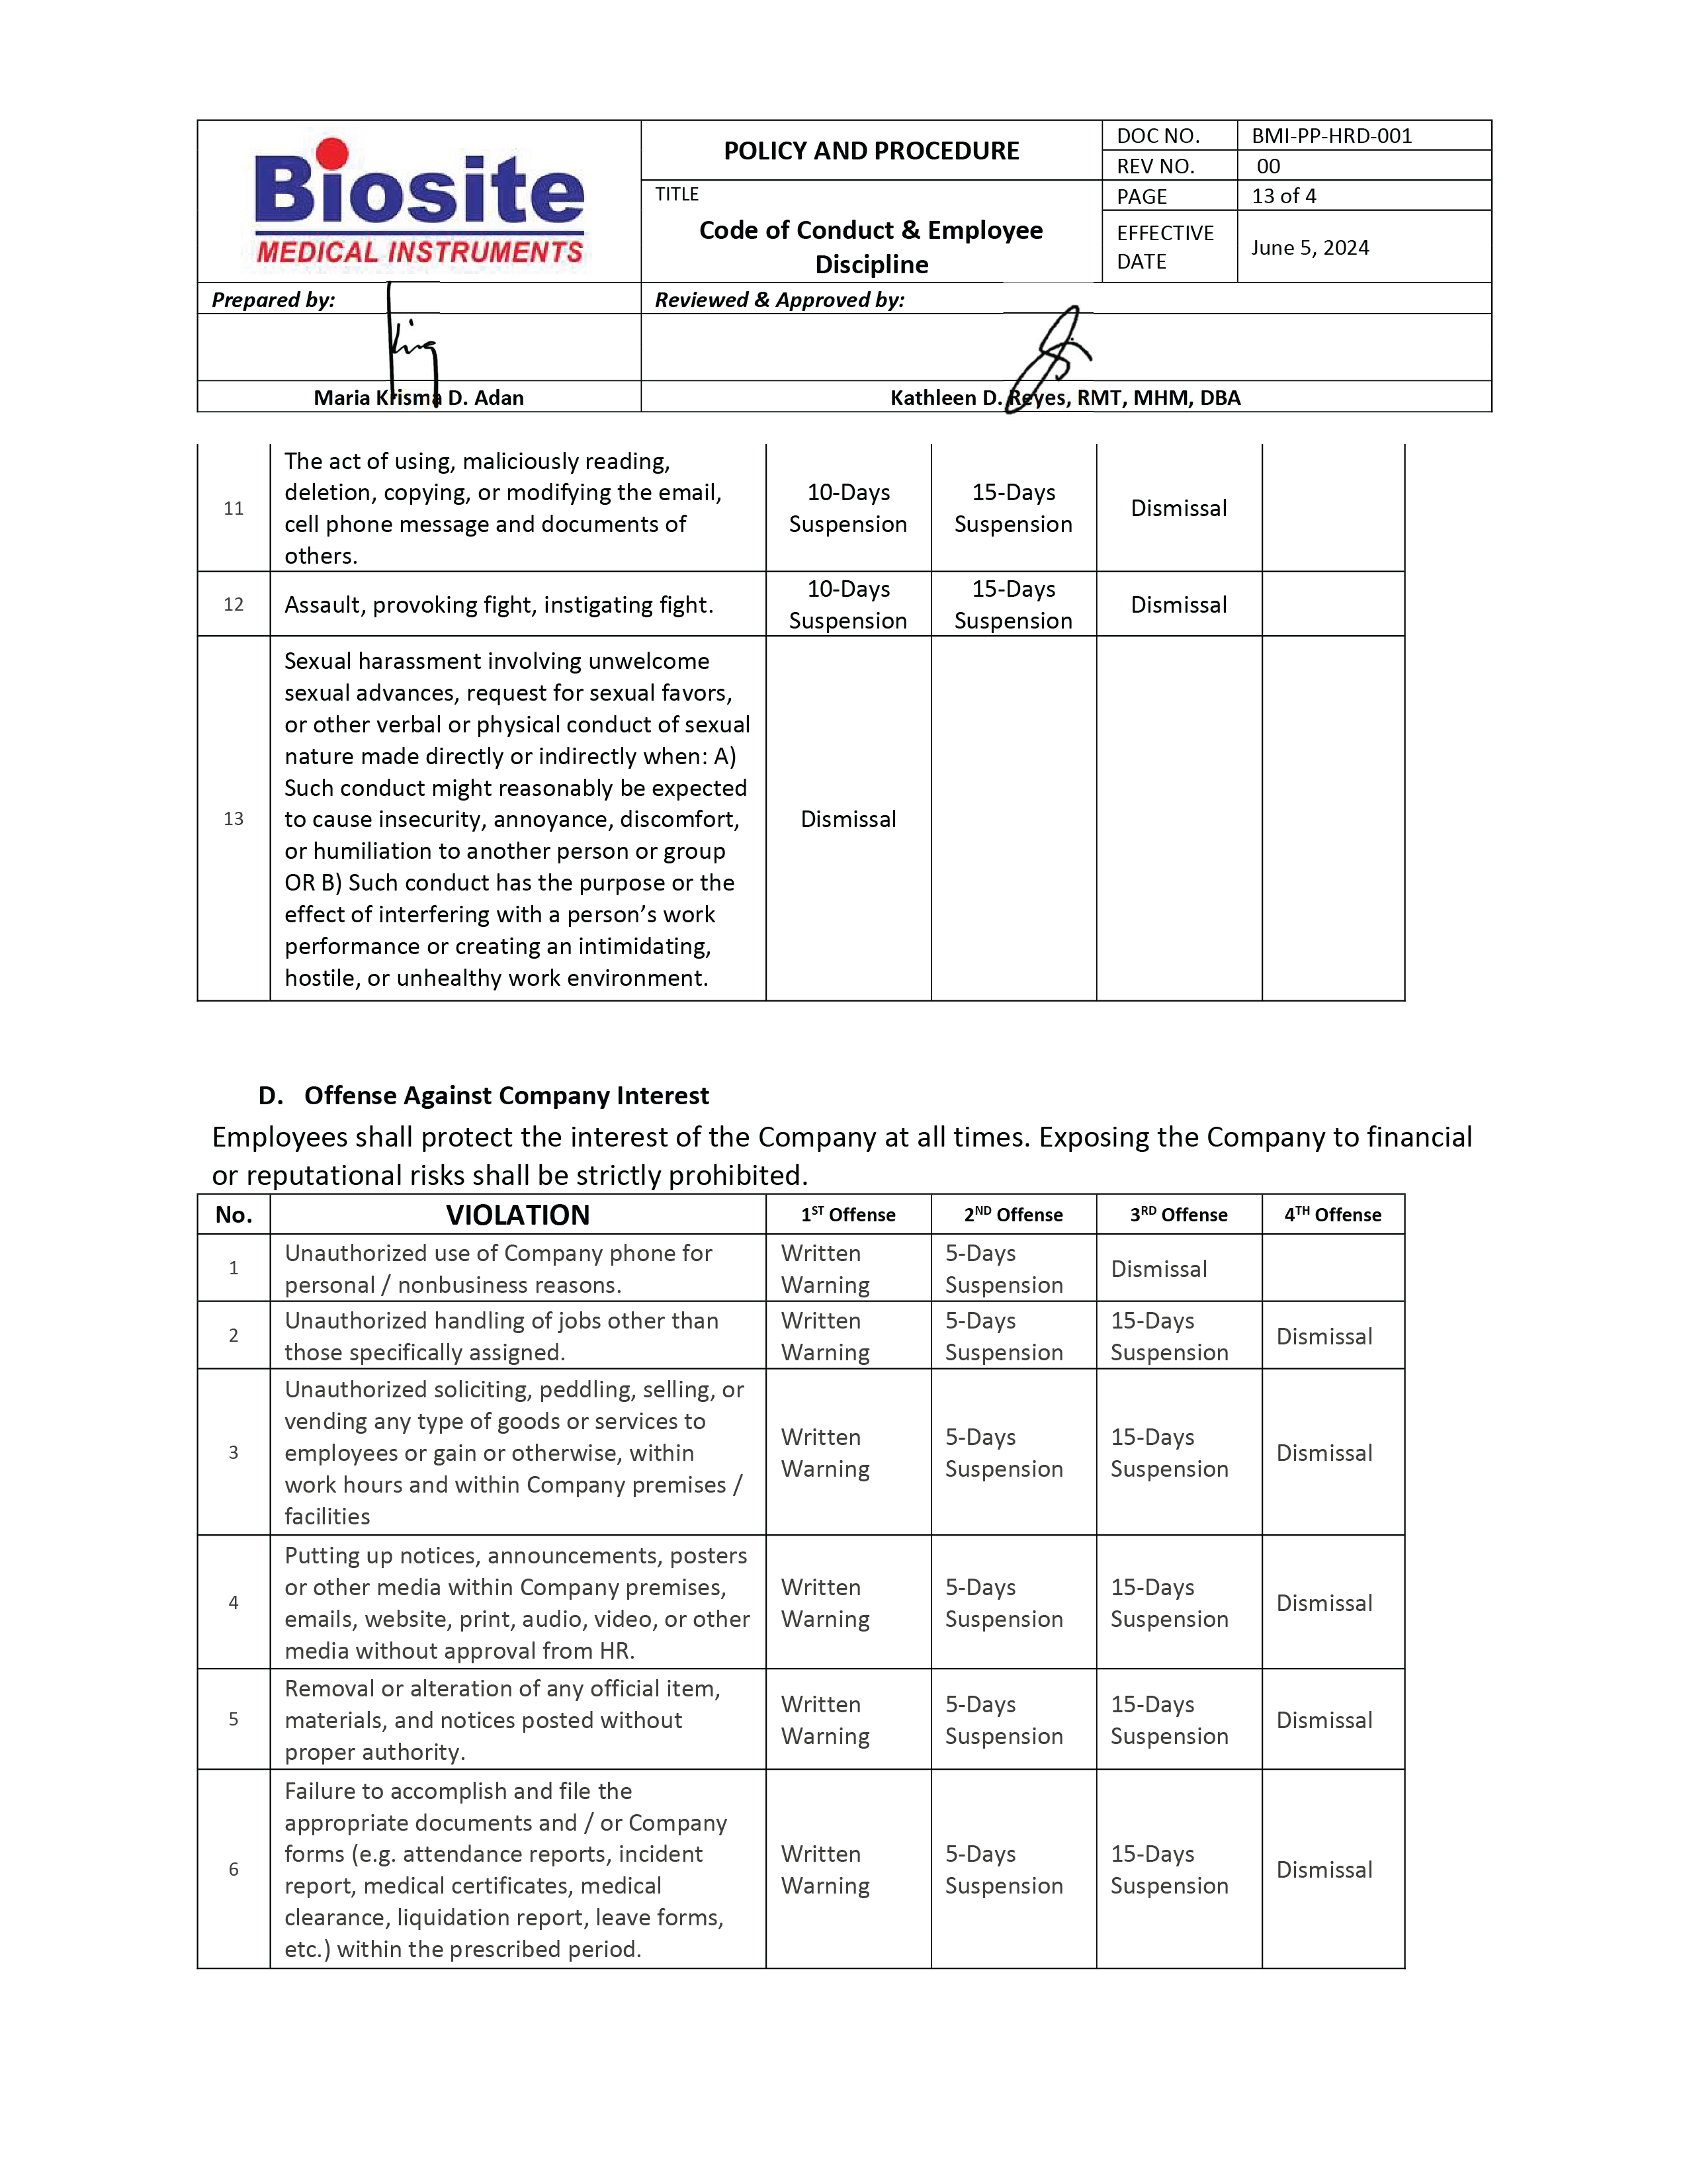 Biosite
MEDICAL INSTRUMENTS
POLICY AND PROCEDURE
DOC NO.
BMI-PP-HRD-001
REV NO.
00
TITLE
Code of Conduct & Employee
Discipline
PAGE
13 of 4
EFFECTIVE
DATE
June 5, 2024
Prepared by:
Reviewed & Approved by:
Maria Krisma D. Adan
Kathleen D. Reyes, RMT, MHM, DBA
11
The act of using, maliciously reading,
deletion, copying, or modifying the email,
cell phone message and documents of
others.
10-Days
Suspension
15-Days
Suspension
Dismissal
12
Assault, provoking fight, instigating fight.
10-Days
Suspension
15-Days
Suspension
Dismissal
13
Sexual harassment involving unwelcome
sexual advances, request for sexual favors,
or other verbal or physical conduct of sexual
nature made directly or indirectly when: A)
Such conduct might reasonably be expected
to cause insecurity, annoyance, discomfort,
or humiliation to another person or group
OR B) Such conduct has the purpose or the
effect of interfering with a person’s work
performance or creating an intimidating,
hostile, or unhealthy work environment.
Dismissal
D. Offense Against Company Interest
Employees shall protect the interest of the Company at all times. Exposing the Company to financial
or reputational risks shall be strictly prohibited.
No.
VIOLATION
1ST Offense
2ND Offense
3RD Offense
4TH Offense
1
Unauthorized use of Company phone for
personal / nonbusiness reasons.
Written
Warning
5-Days
Suspension
Dismissal
2
Unauthorized handling of jobs other than
those specifically assigned.
Written
Warning
5-Days
Suspension
15-Days
Suspension
Dismissal
3
Unauthorized soliciting, peddling, selling, or
vending any type of goods or services to
employees or gain or otherwise, within
work hours and within Company premises /
facilities
Written
Warning
5-Days
Suspension
15-Days
Suspension
Dismissal
4
Putting up notices, announcements, posters
or other media within Company premises,
emails, website, print, audio, video, or other
media without approval from HR.
Written
Warning
5-Days
Suspension
15-Days
Suspension
Dismissal
5
Removal or alteration of any official item,
materials, and notices posted without
proper authority.
Written
Warning
5-Days
Suspension
15-Days
Suspension
Dismissal
6
Failure to accomplish and file the
appropriate documents and / or Company
forms (e.g. attendance reports, incident
report, medical certificates, medical
clearance, liquidation report, leave forms,
etc.) within the prescribed period.
Written
Warning
5-Days
Suspension
15-Days
Suspension
Dismissal